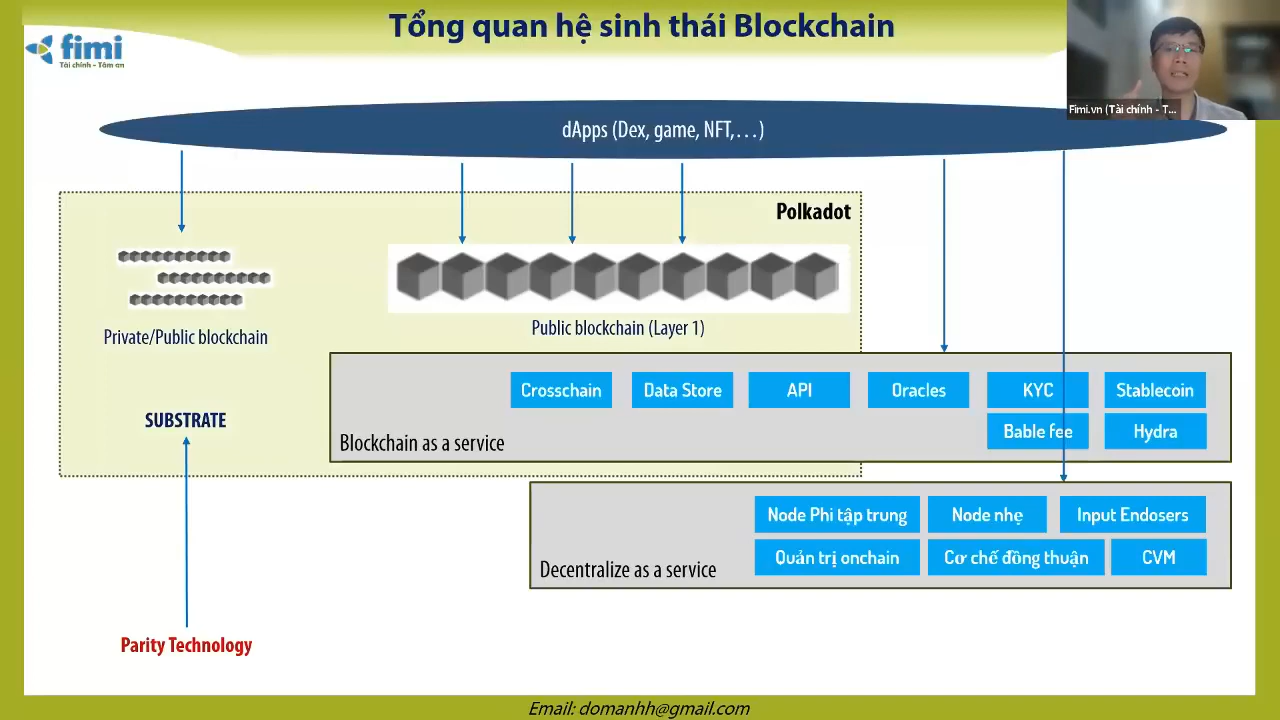 Tổng quan hệ sinh thái Blockchain
fimi
Tài chính - Tâm an
Fimi.vn (Tài chính - T...
dApps (Dex, game, NFT,…)
Polkadot
Private/Public blockchain
Public blockchain (Layer 1)
SUBSTRATE
Crosschain
Data Store
API
Oracles
KYC
Stablecoin
Bable fee
Hydra
Blockchain as a service
Node Phi tập trung
Node nhẹ
Input Endosers
Quản trị onchain
Cơ chế đồng thuận
CVM
Decentralize as a service
Parity Technology
Email: domanhh@gmail.com